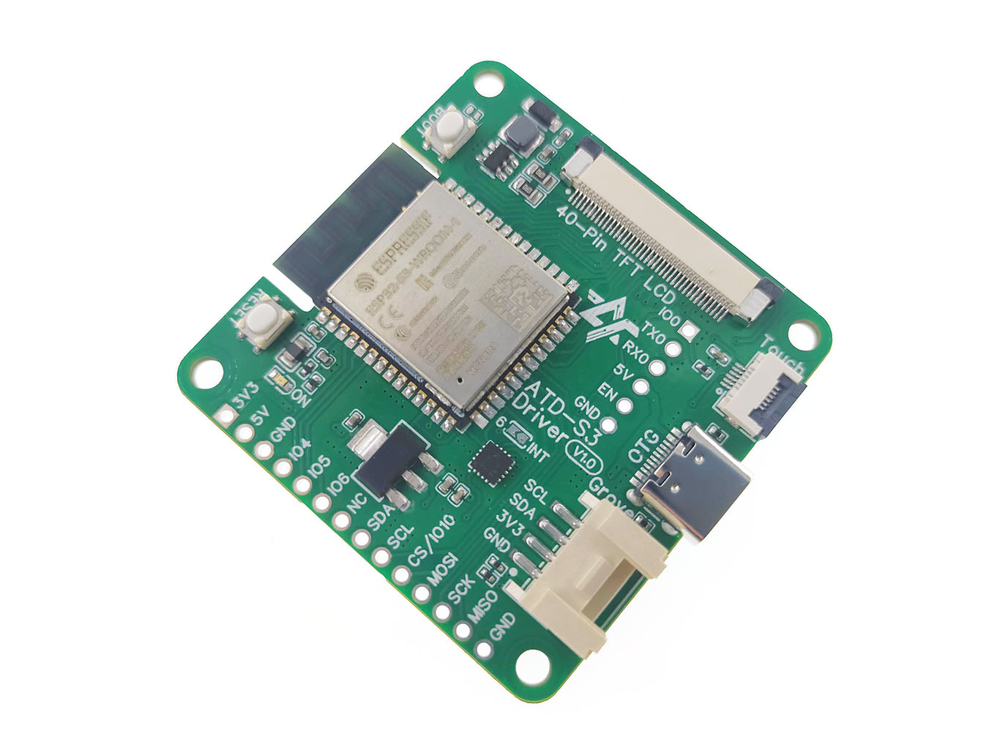 BOOT
ESPRESSIF
ESP32-S3-WROOM-1
CE
40-Pin TFT LCD
IO0
TX0
RX0
5V
EN
GND
Touch
RESET
ON
ATD-S3
Driver
V1.0
6
INT
CTG
Grove
SCL
SDA
3V3
GND
3V3
5V
GND
IO4
IO5
IO6
NC
SDA
SCL
CS/IO10
MOSI
SCK
MISO
GND